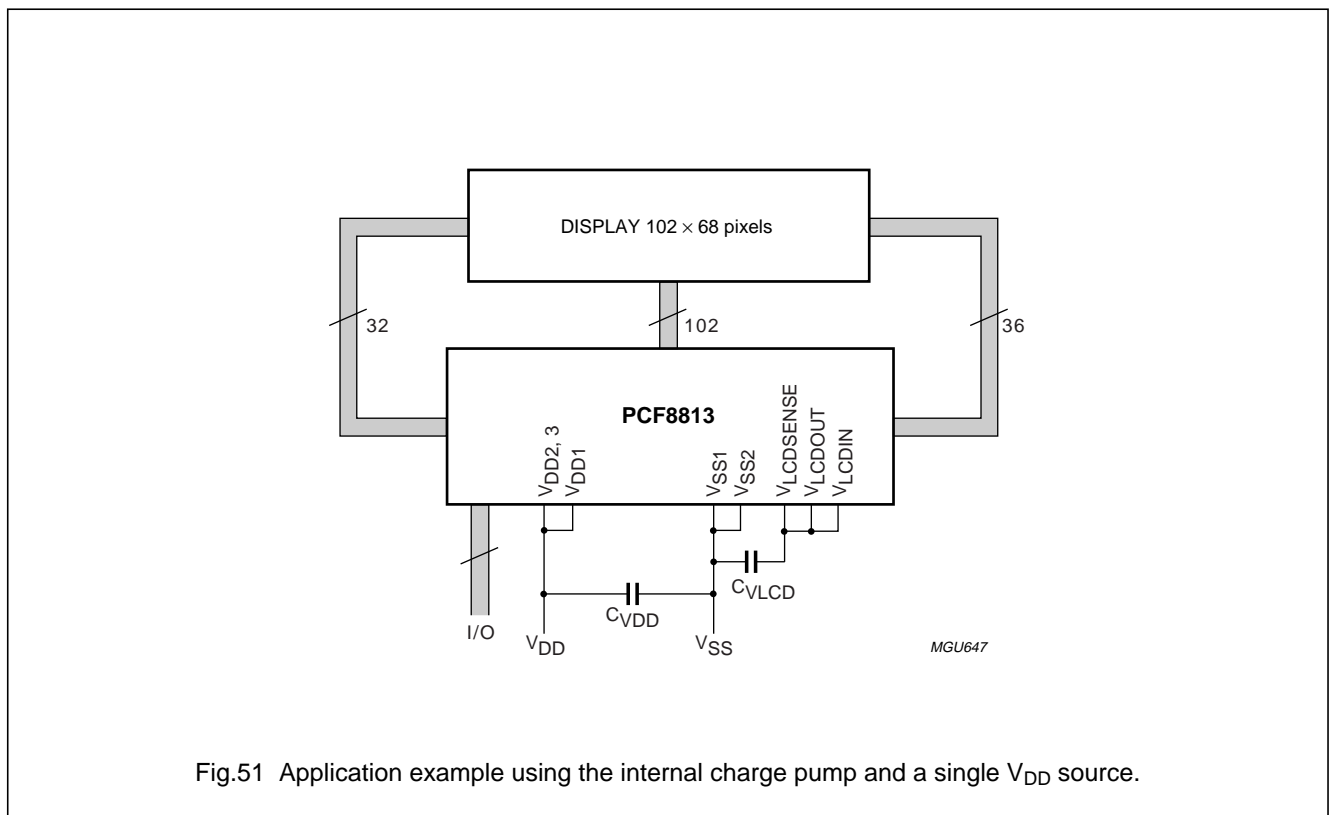 DISPLAY 102 × 68 pixels
32
102
36
PCF8813
VDD2, 3
VDD1
VSS1
VSS2
VLCDSENSE
VLCDOUT
VLCDIN
CVLCD
CVDD
I/O
VDD
VSS
MGU647
Fig.51 Application example using the internal charge pump and a single VDD source.